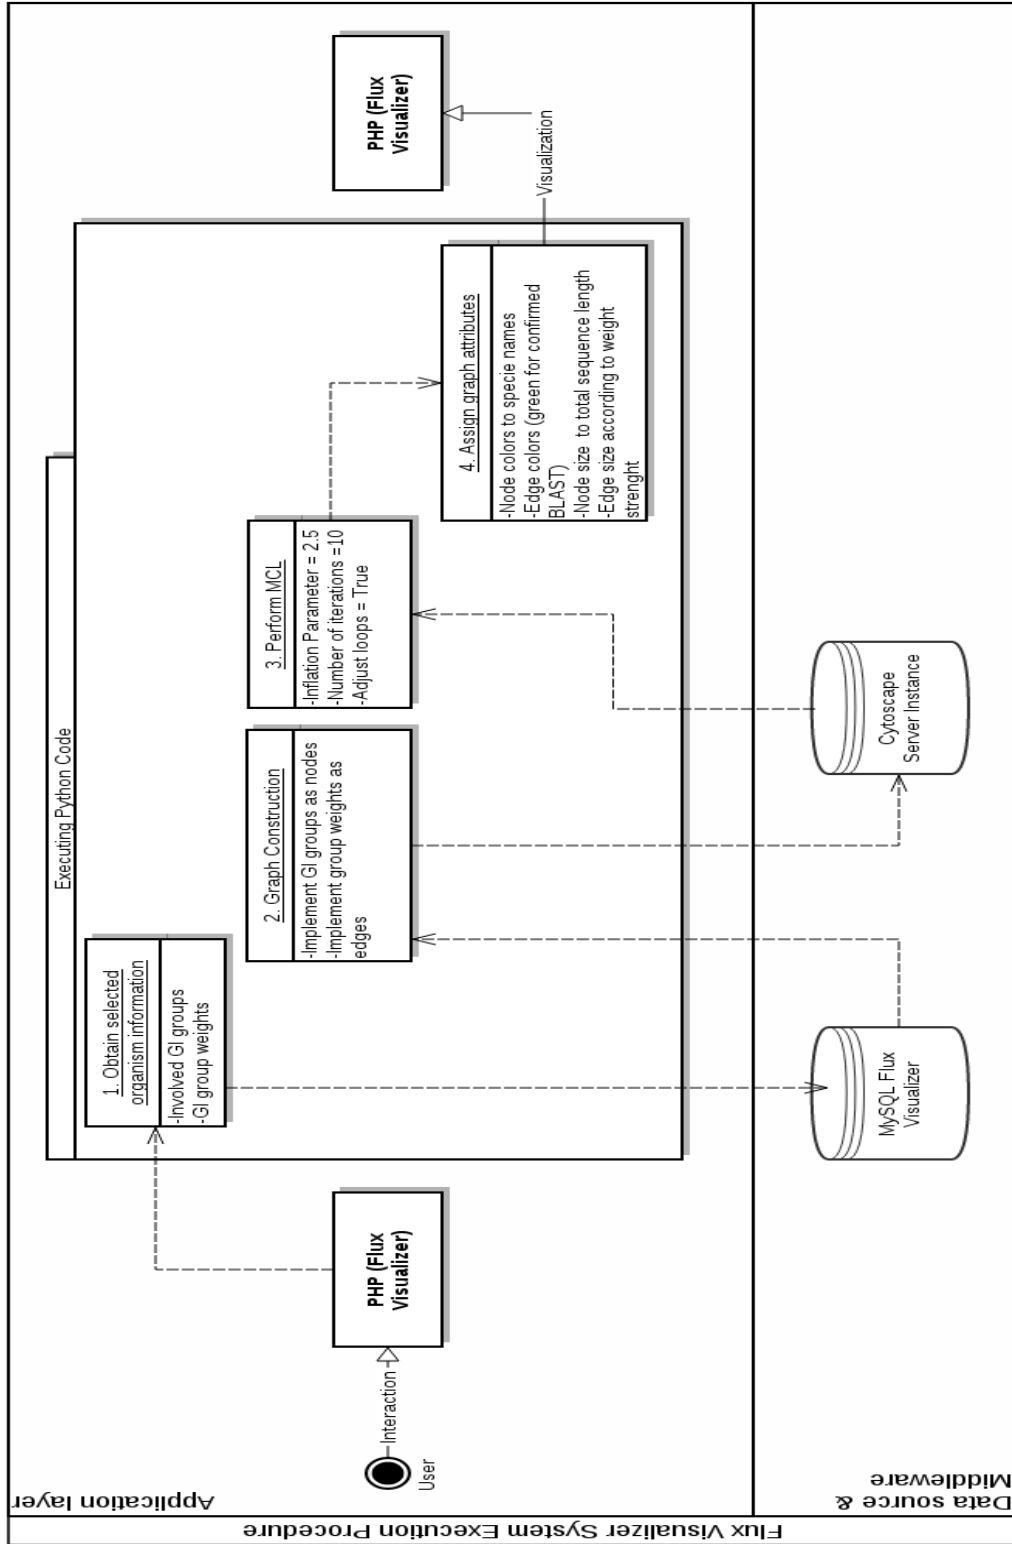 Flux Visualizer System Execution Procedure
Application layer
Data source &
Middleware
User
Interaction
PHP (Flux
Visualizer)
Executing Python Code
1. Obtain selected
organism information
-Involved GI groups
-GI group weights
2. Graph Construction
-Implement GI groups as nodes
-Implement group weights as
edges
3. Perform MCL
-Inflation Parameter = 2.5
-Number of iterations =10
-Adjust loops = True
4. Assign graph attributes
-Node colors to specie names
-Edge colors (green for confirmed
BLAST)
-Node size  to total sequence length
-Edge size according to weight
strenght
Visualization
PHP (Flux
Visualizer)
MySQL Flux
Visualizer
Cytoscape
Server Instance